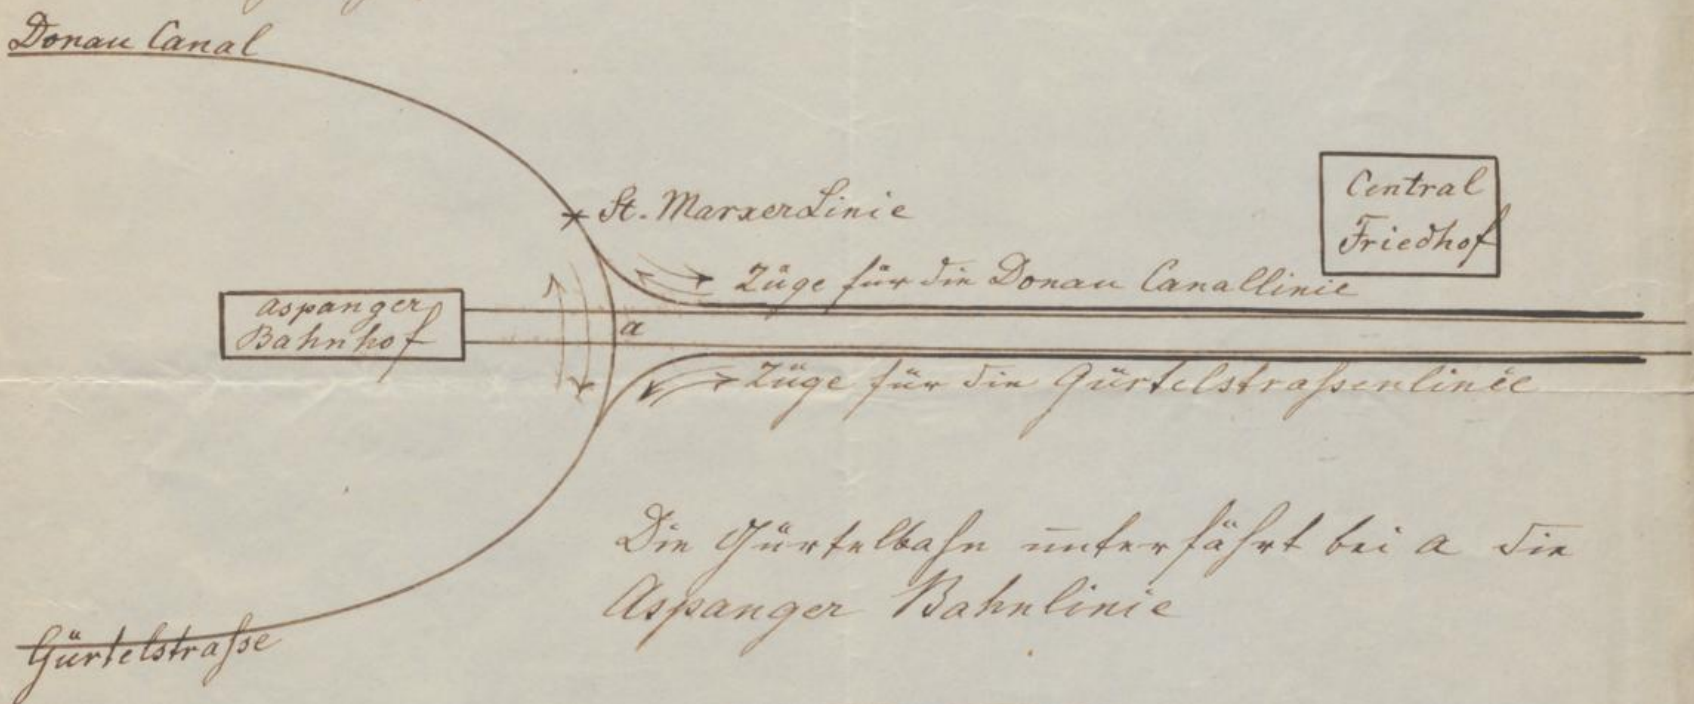 Donau Canal
St. Marxer Linie
Central
Friedhof
Züge für die Donau Canallinie
Aspanger
Bahnhof
a
Züge für die Gürtelstraßenlinie
Die Gürtelbahn unterfährt bei a die
Aspanger Bahnlinie
Gürtelstraße